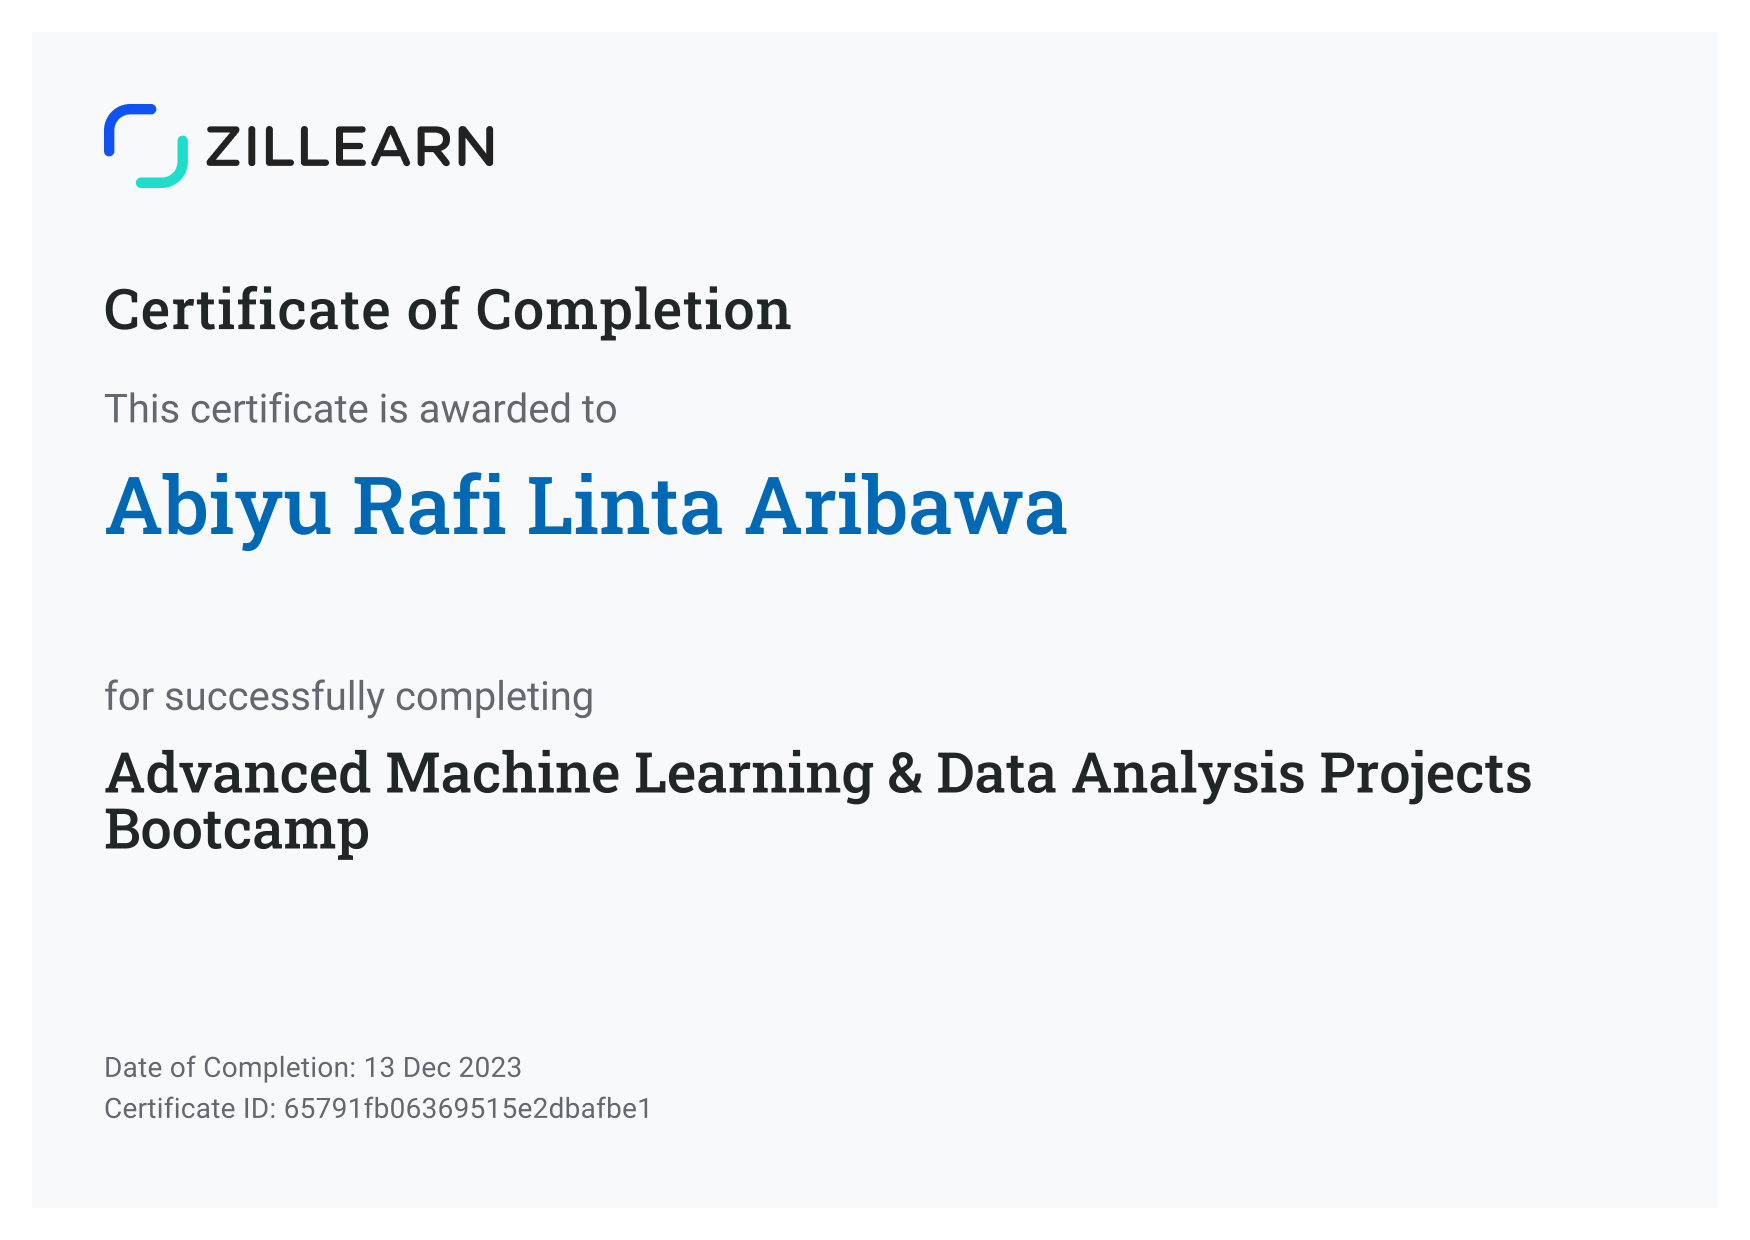 ZILLEARN
Certificate of Completion
This certificate is awarded to
Abiyu Rafi Linta Aribawa
for successfully completing
Advanced Machine Learning & Data Analysis Projects
Bootcamp
Date of Completion: 13 Dec 2023
Certificate ID: 65791fb06369515e2dbafbe1